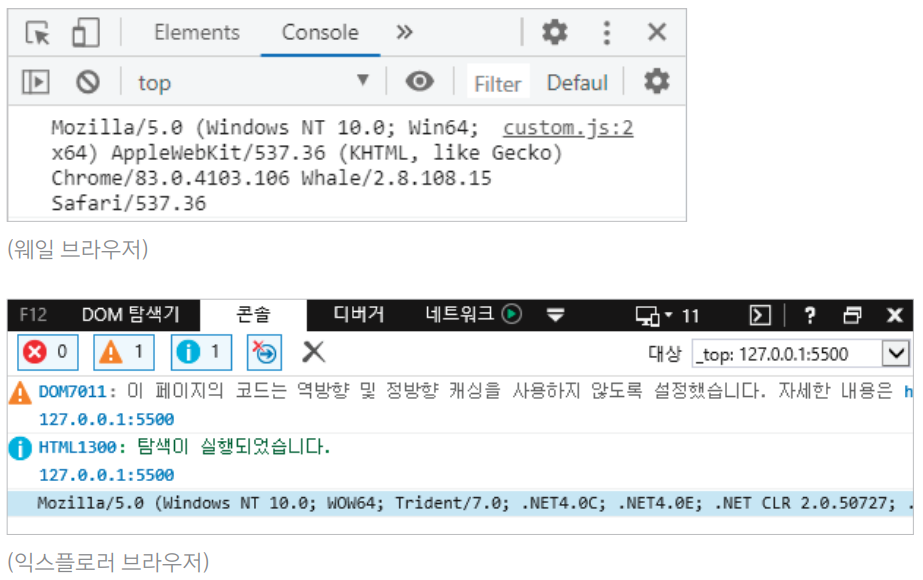 Elements Console
top Filter Defaul
Mozilla/5.0 (Windows NT 10.0; Win64; custom.js:2
x64) AppleWebKit/537.36 (KHTML, like Gecko)
Chrome/83.0.4103.106 Whale/2.8.108.15
Safari/537.36
(웨일 브라우저)
F12 DOM 탐색기 콘솔 디버거 네트워크 11 ?
0 1 1 대상 _top: 127.0.0.1:5500
DOM7011: 이 페이지의 코드는 역방향 및 정방향 캐싱을 사용하지 않도록 설정했습니다. 자세한 내용은 h
127.0.0.1:5500
HTML1300: 탐색이 실행되었습니다.
127.0.0.1:5500
Mozilla/5.0 (Windows NT 10.0; WOW64; Trident/7.0; .NET4.0C; .NET4.0E; .NET CLR 2.0.50727; .
(익스플로러 브라우저)